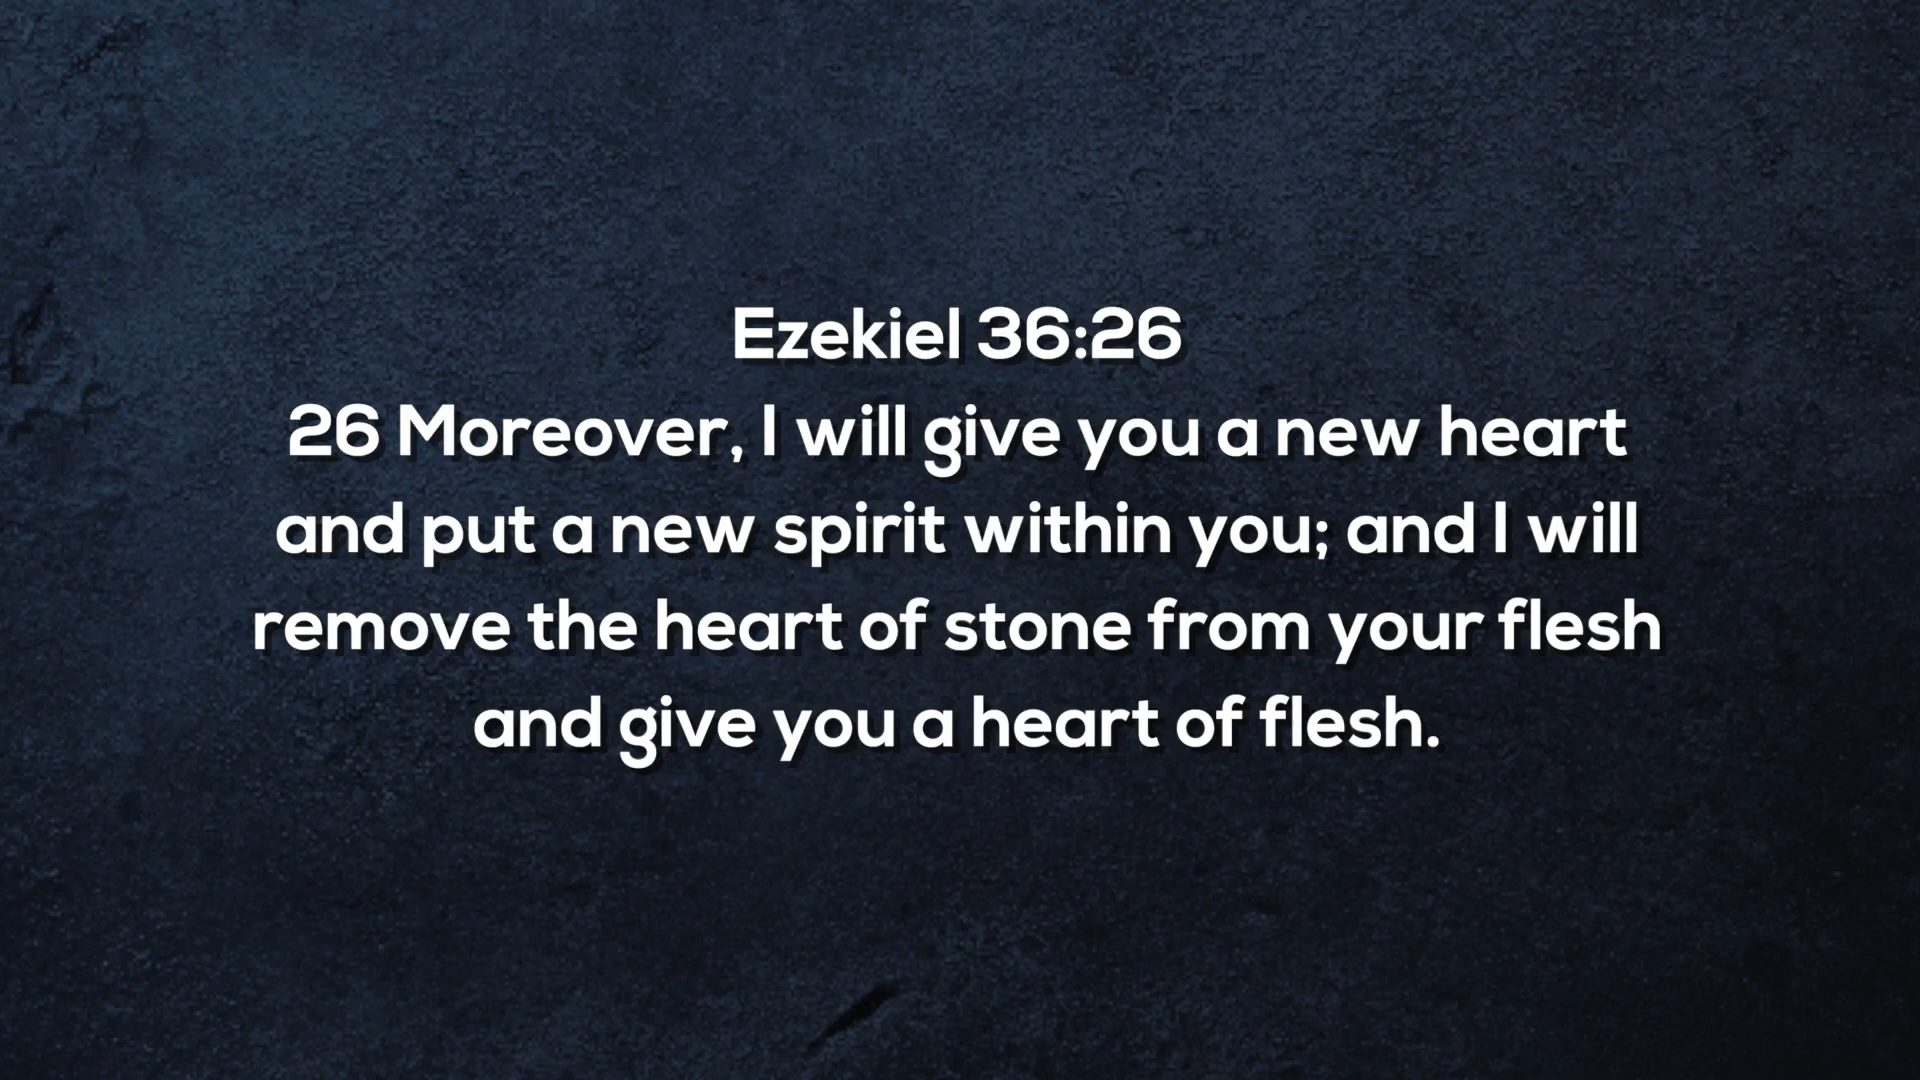 Ezekiel 36:26
26 Moreover, I will give you a new heart
and put a new spirit within you; and I will
remove the heart of stone from your flesh
and give you a heart of flesh.